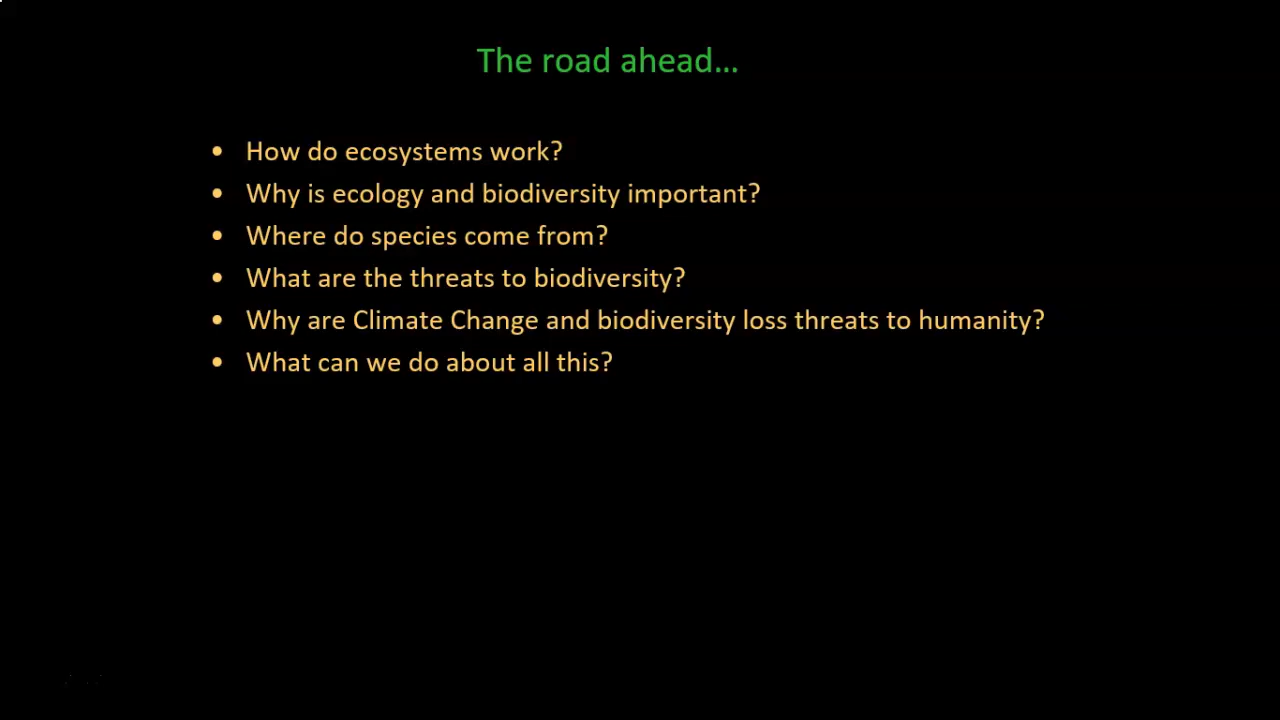 The road ahead...
• How do ecosystems work?
• Why is ecology and biodiversity important?
• Where do species come from?
• What are the threats to biodiversity?
• Why are Climate Change and biodiversity loss threats to humanity?
• What can we do about all this?